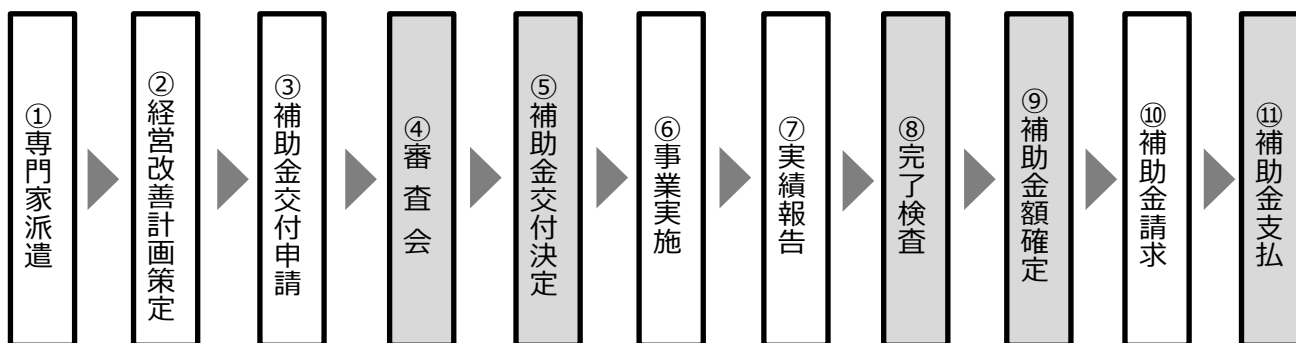 ①専門家派遣
②経営改善計画策定
③補助金交付申請
④審査会
⑤補助金交付決定
⑥事業実施
⑦実績報告
⑧完了検査
⑨補助金額確定
⑩補助金請求
⑪補助金支払